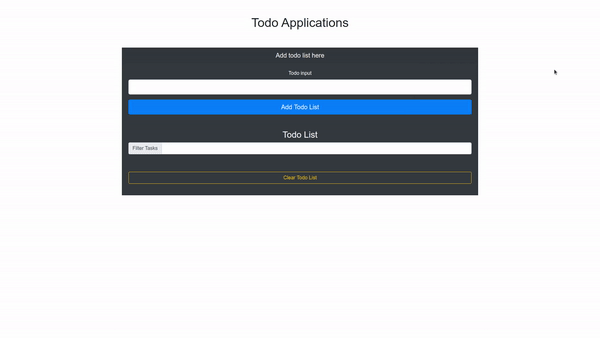 Todo Applications
Add todo list here
Todo input
Add Todo List
Todo List
Filter Tasks
Clear Todo List